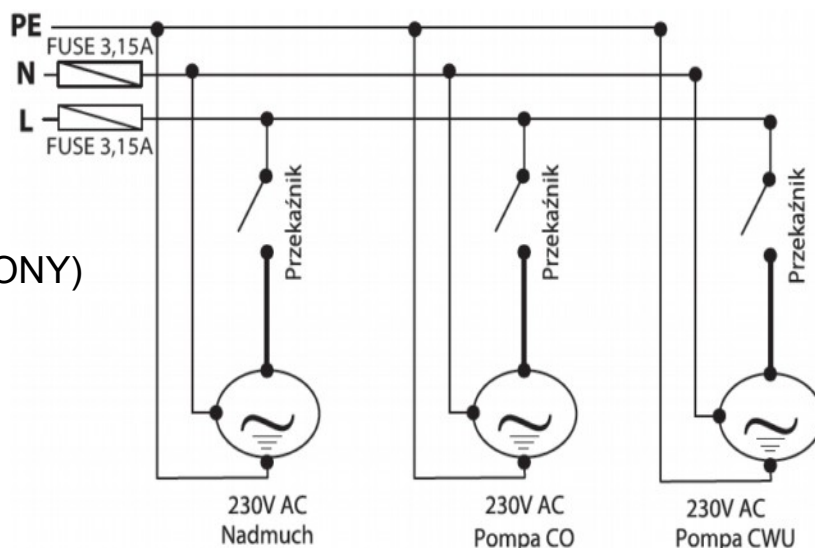 PE
FUSE 3,15A
N
L
FUSE 3,15A
Przekaźnik
Przekaźnik
Przekaźnik
ONY)
230V AC
Nadmuch
230V AC
Pompa CO
230V AC
Pompa CWU